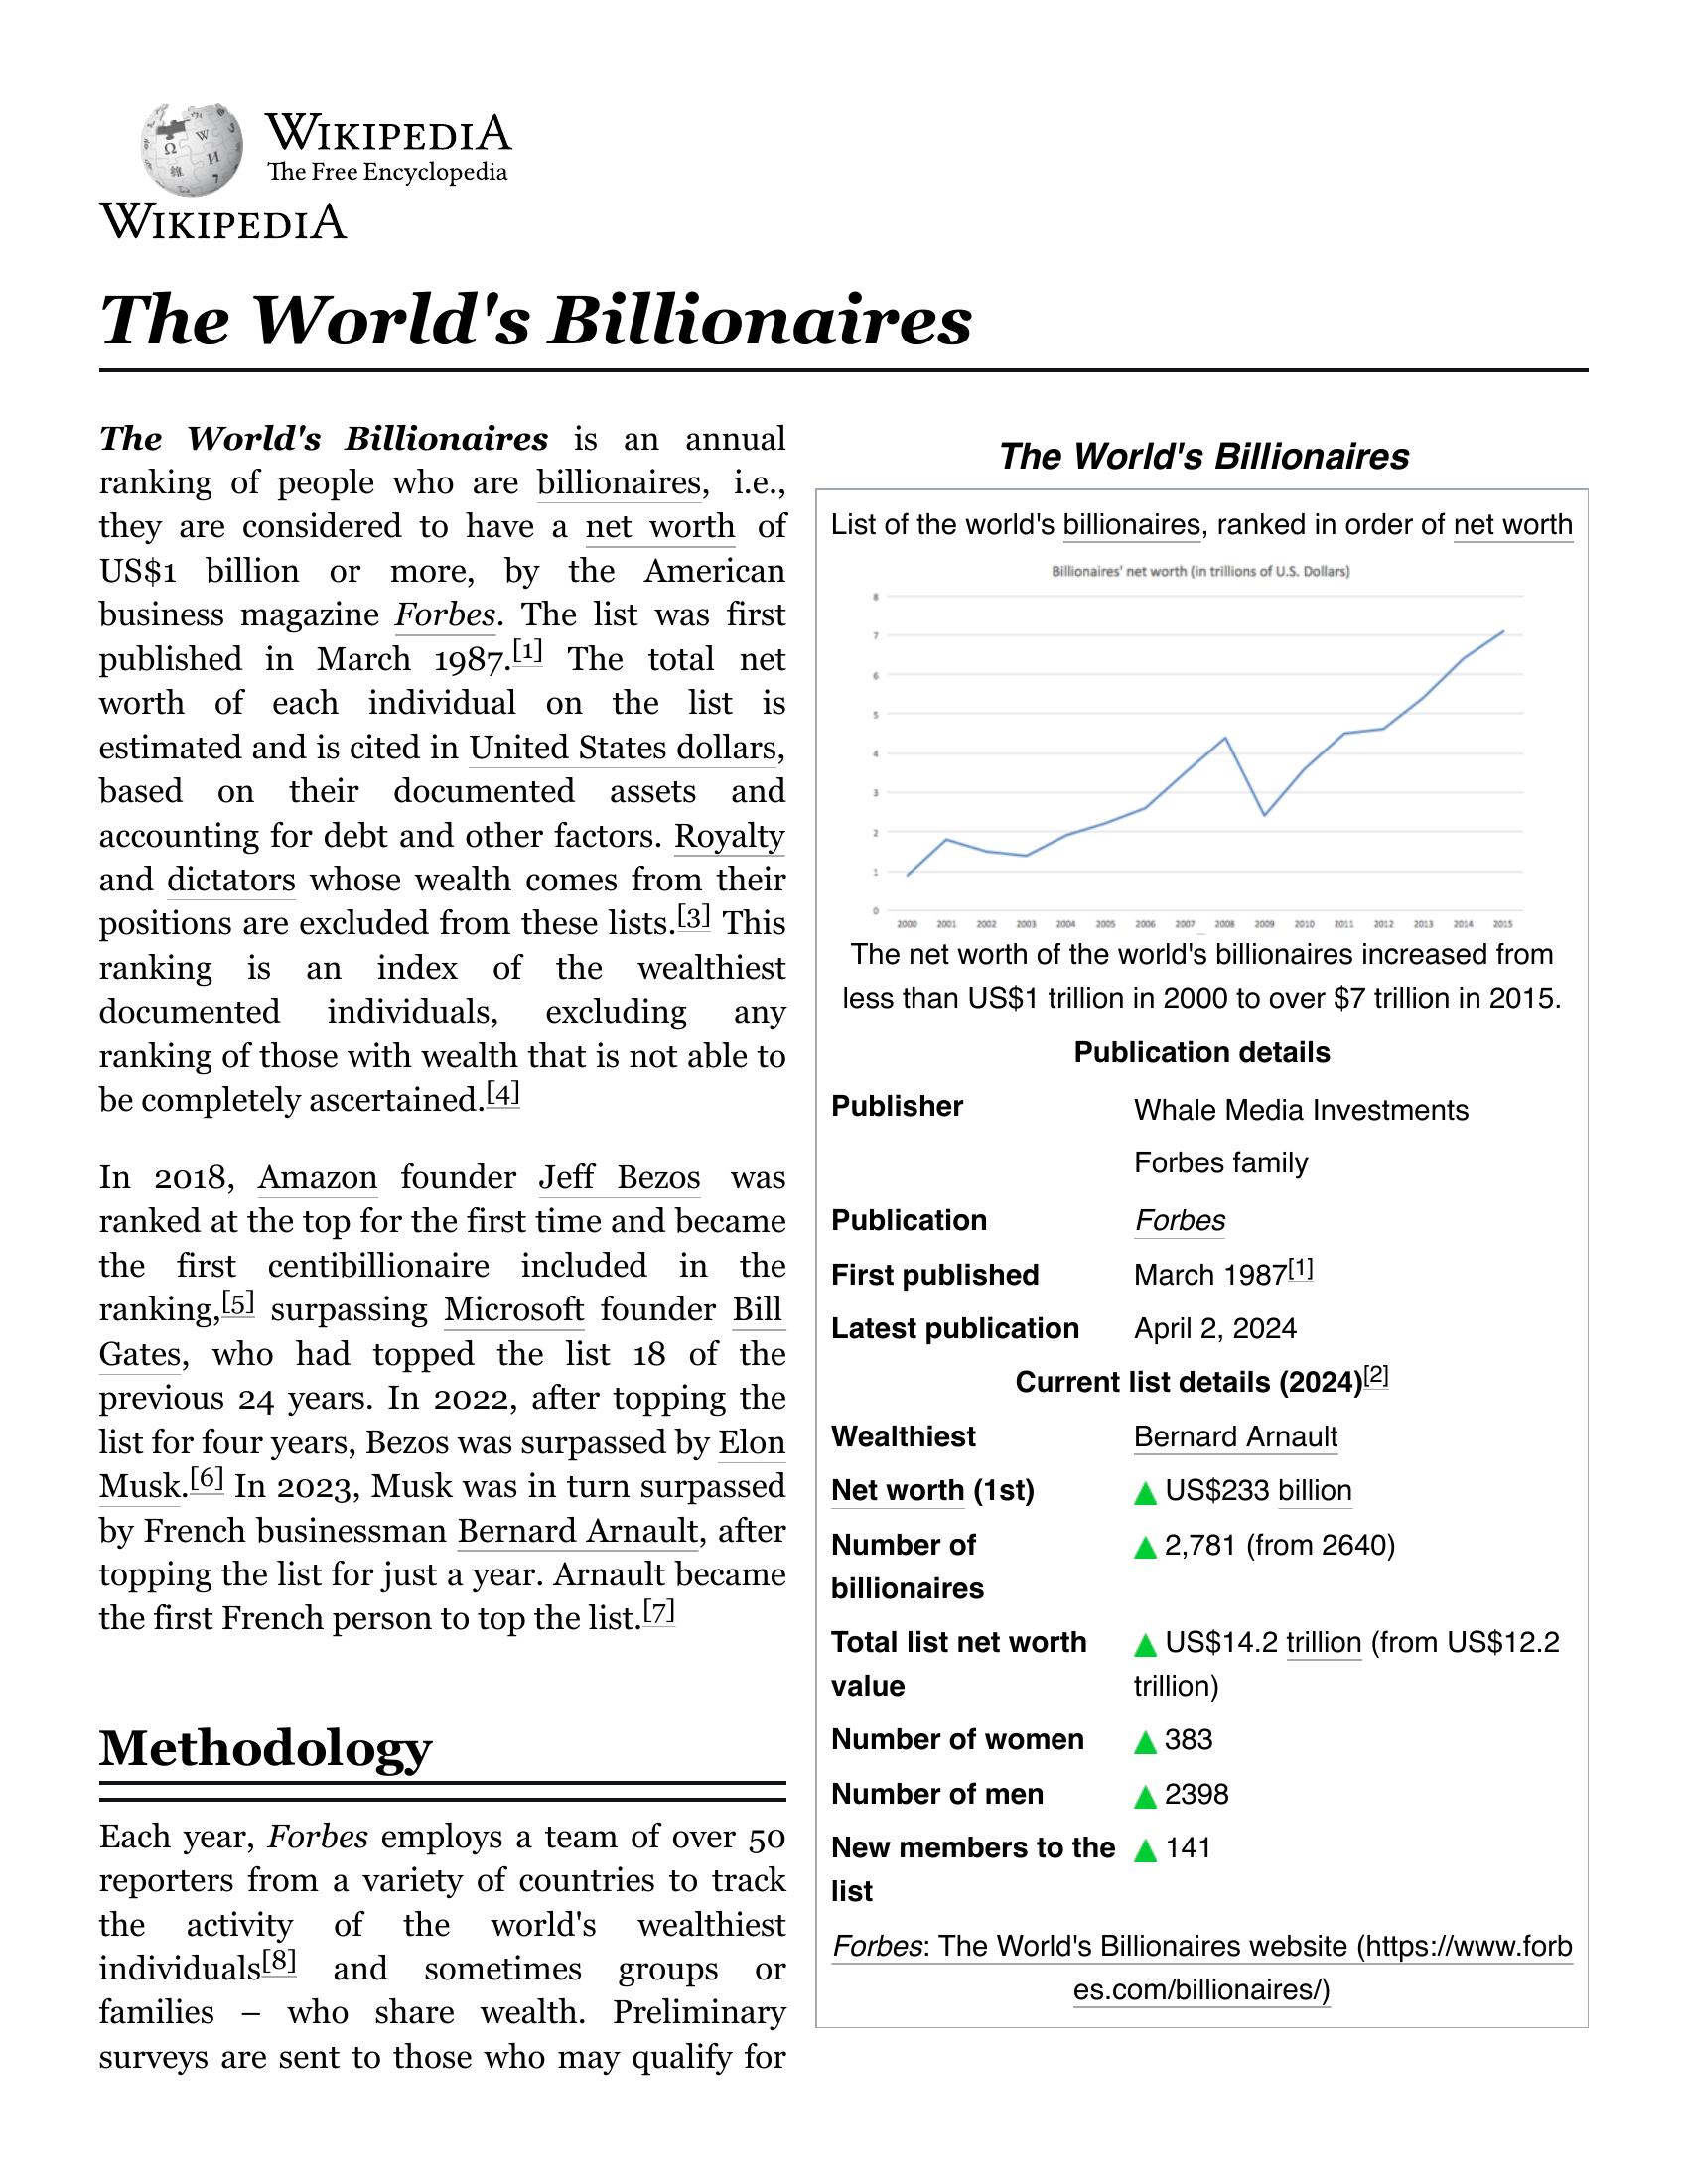 WIKIPEDIA
The Free Encyclopedia
WIKIPEDIA
The World's Billionaires
The World's Billionaires is an annual
ranking of people who are billionaires, i.e.,
they are considered to have a net worth of
US$1 billion or more, by the American
business magazine Forbes. The list was first
published in March 1987.[1] The total net
worth of each individual on the list is
estimated and is cited in United States dollars,
based on their documented assets and
accounting for debt and other factors. Royalty
and dictators whose wealth comes from their
positions are excluded from these lists.[3] This
ranking is an index of the wealthiest
documented individuals, excluding any
ranking of those with wealth that is not able to
be completely ascertained.[4]
In 2018, Amazon founder Jeff Bezos was
ranked at the top for the first time and became
the first centibillionaire included in the
ranking,[5] surpassing Microsoft founder Bill
Gates, who had topped the list 18 of the
previous 24 years. In 2022, after topping the
list for four years, Bezos was surpassed by Elon
Musk.[6] In 2023, Musk was in turn surpassed
by French businessman Bernard Arnault, after
topping the list for just a year. Arnault became
the first French person to top the list.[7]
Methodology
Each year, Forbes employs a team of over 50
reporters from a variety of countries to track
the activity of the world's wealthiest
individuals[8] and sometimes groups or
families – who share wealth. Preliminary
surveys are sent to those who may qualify for
The World's Billionaires
List of the world's billionaires, ranked in order of net worth
Billionaires' net worth (in trillions of U.S. Dollars)
8
7
6
5
4
3
2
1
0
2000 2001 2002 2003 2004 2005 2006 2007 2008 2009 2010 2011 2012 2013 2014 2015
The net worth of the world's billionaires increased from
less than US$1 trillion in 2000 to over $7 trillion in 2015.
Publication details
Publisher Whale Media Investments
Forbes family
Publication Forbes
First published March 1987[1]
Latest publication April 2, 2024
Current list details (2024)[2]
Wealthiest Bernard Arnault
Net worth (1st) ▲ US$233 billion
Number of ▲ 2,781 (from 2640)
billionaires
Total list net worth ▲ US$14.2 trillion (from US$12.2
value trillion)
Number of women ▲ 383
Number of men ▲ 2398
New members to the ▲ 141
list
Forbes: The World's Billionaires website (https://www.forb
es.com/billionaires/)